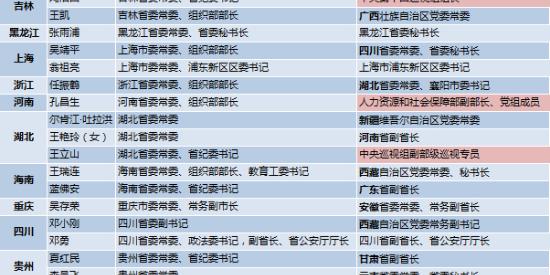 吉林
王凯 吉林省委常委、组织部部长 广西壮族自治区党委常委
黑龙江 张雨浦 黑龙江省委常委、省委秘书长 黑龙江省委秘书长
上海 吴靖平 上海市委常委、组织部部长 四川省委常委、省委秘书长
翁祖亮 上海市委常委、浦东新区区委书记 上海市浦东新区区委书记
浙江 任振鹤 浙江省委常委、组织部部长 湖北省委常委、襄阳市委书记
河南 孔昌生 河南省委常委、组织部部长 人力资源和社会保障部副部长、党组成员
湖北 尔肯江·吐拉洪 湖北省委常委 新疆维吾尔自治区党委常委
王艳玲（女） 湖北省委常委 河南省副省长
王立山 湖北省委常委、省纪委书记 中央巡视组副部级巡视专员
海南 王瑞连 海南省委常委、组织部部长、教育工委书记 西藏自治区党委常委、秘书长
蓝佛安 海南省委常委、省纪委书记 广东省副省长
重庆 吴存荣 重庆市委常委、常务副市长 安徽省委常委、常务副省长
四川 邓小刚 四川省委副书记 西藏自治区党委常务副书记
邓勇 四川省委常委、政法委书记，副省长、省公安厅厅长 四川省副省长、省公安厅厅长
贵州 夏红民 贵州省委常委、省纪委书记 甘肃省副省长